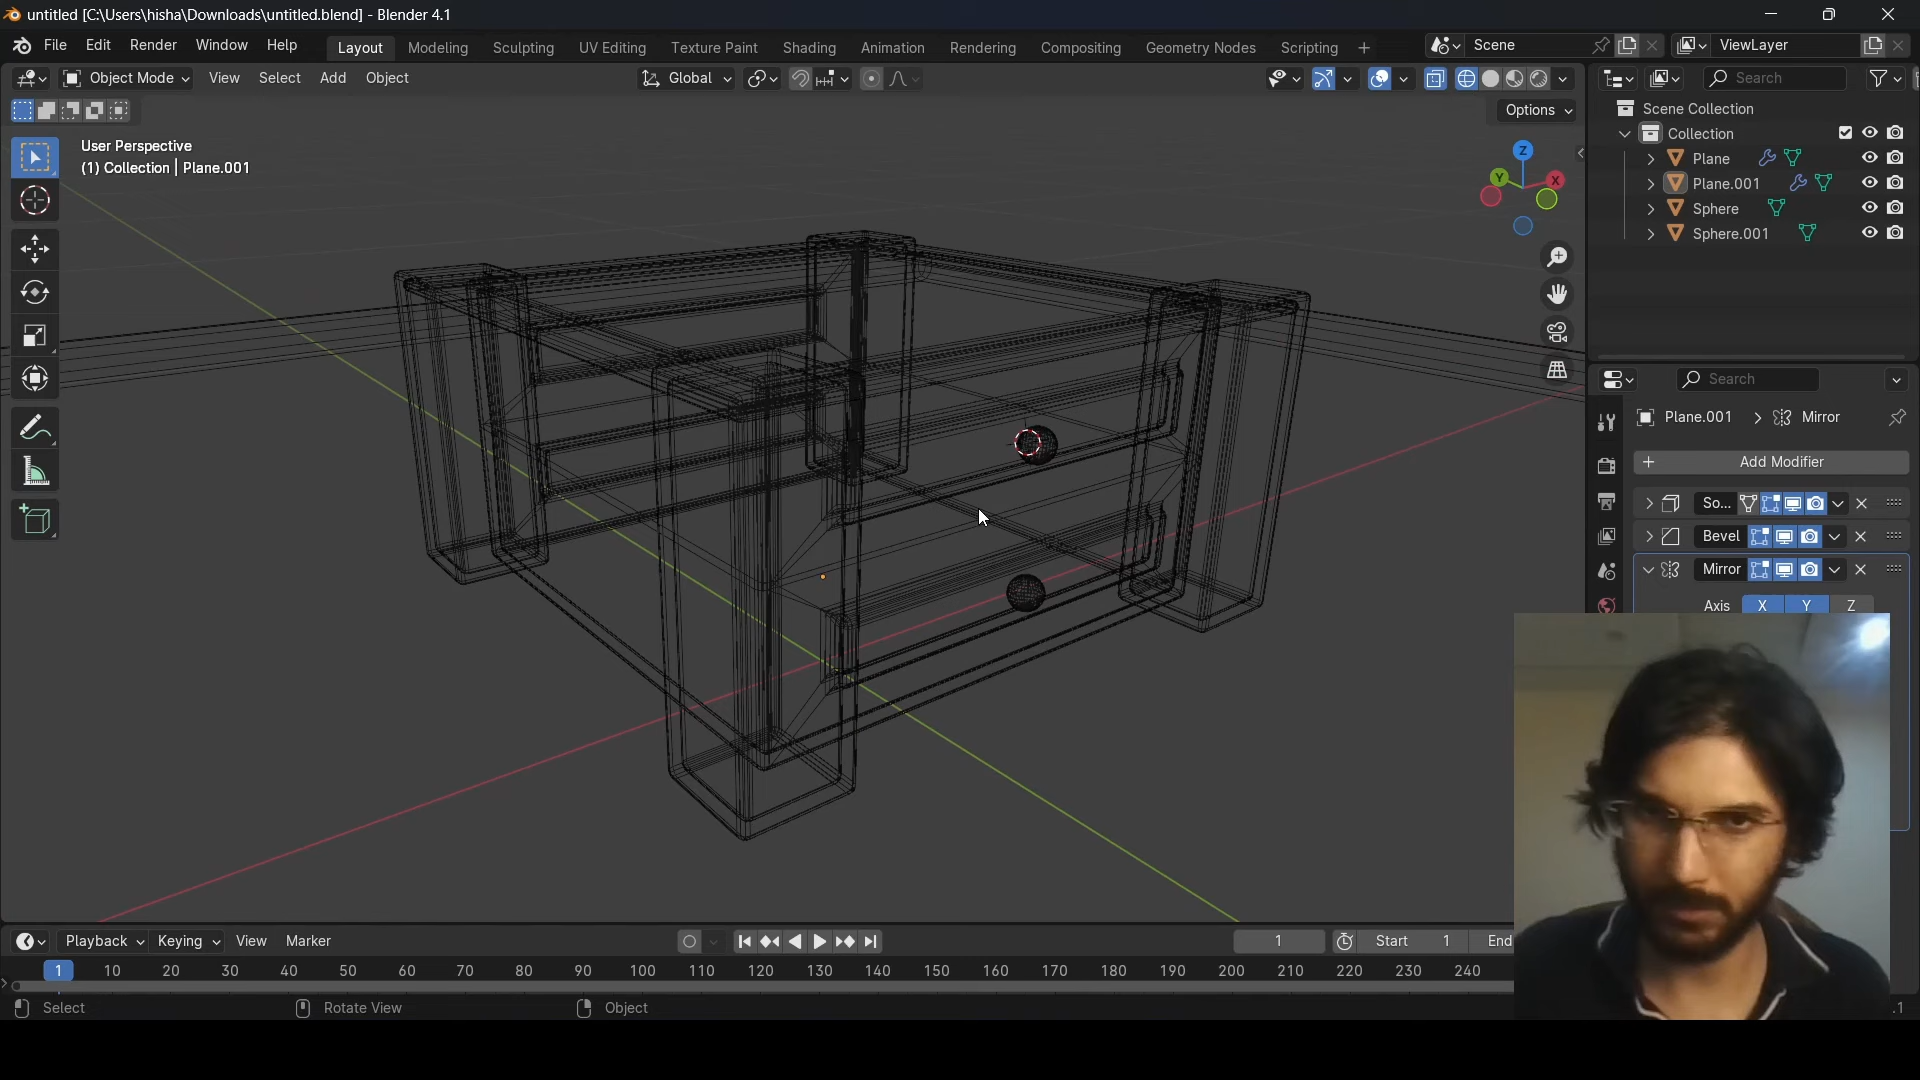 untitled [C:\Users\hisha\Downloads\untitled.blend] - Blender 4.1
File Edit Render Window Help Layout Modeling Sculpting UV Editing Texture Paint Shading Animation Rendering Compositing Geometry Nodes Scripting + Scene ViewLayer
Object Mode View Select Add Object Global Search
Options
User Perspective
(1) Collection | Plane.001
Z
Y
X
Scene Collection
Collection
Plane
Plane.001
Sphere
Sphere.001
Search
Plane.001 > Mirror
+ Add Modifier
So...
Bevel
Mirror
Axis X Y Z
Playback Keying View Marker 1 Start 1 End
1 10 20 30 40 50 60 70 80 90 100 110 120 130 140 150 160 170 180 190 200 210 220 230 240
Select Rotate View Object .1